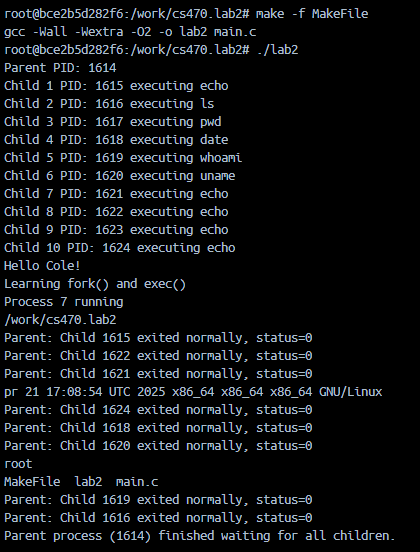 root@bce2b5d282f6:/work/cs470.lab2# make -f MakeFile
gcc -Wall -Wextra -O2 -o lab2 main.c
root@bce2b5d282f6:/work/cs470.lab2# ./lab2
Parent PID: 1614
Child 1 PID: 1615 executing echo
Child 2 PID: 1616 executing ls
Child 3 PID: 1617 executing pwd
Child 4 PID: 1618 executing date
Child 5 PID: 1619 executing whoami
Child 6 PID: 1620 executing uname
Child 7 PID: 1621 executing echo
Child 8 PID: 1622 executing echo
Child 9 PID: 1623 executing echo
Child 10 PID: 1624 executing echo
Hello Cole!
Learning fork() and exec()
Process 7 running
/work/cs470.lab2
Parent: Child 1615 exited normally, status=0
Parent: Child 1622 exited normally, status=0
Parent: Child 1621 exited normally, status=0
pr 21 17:08:54 UTC 2025 x86_64 x86_64 x86_64 GNU/Linux
Parent: Child 1624 exited normally, status=0
Parent: Child 1618 exited normally, status=0
Parent: Child 1620 exited normally, status=0
root
MakeFile  lab2  main.c
Parent: Child 1619 exited normally, status=0
Parent: Child 1616 exited normally, status=0
Parent process (1614) finished waiting for all children.